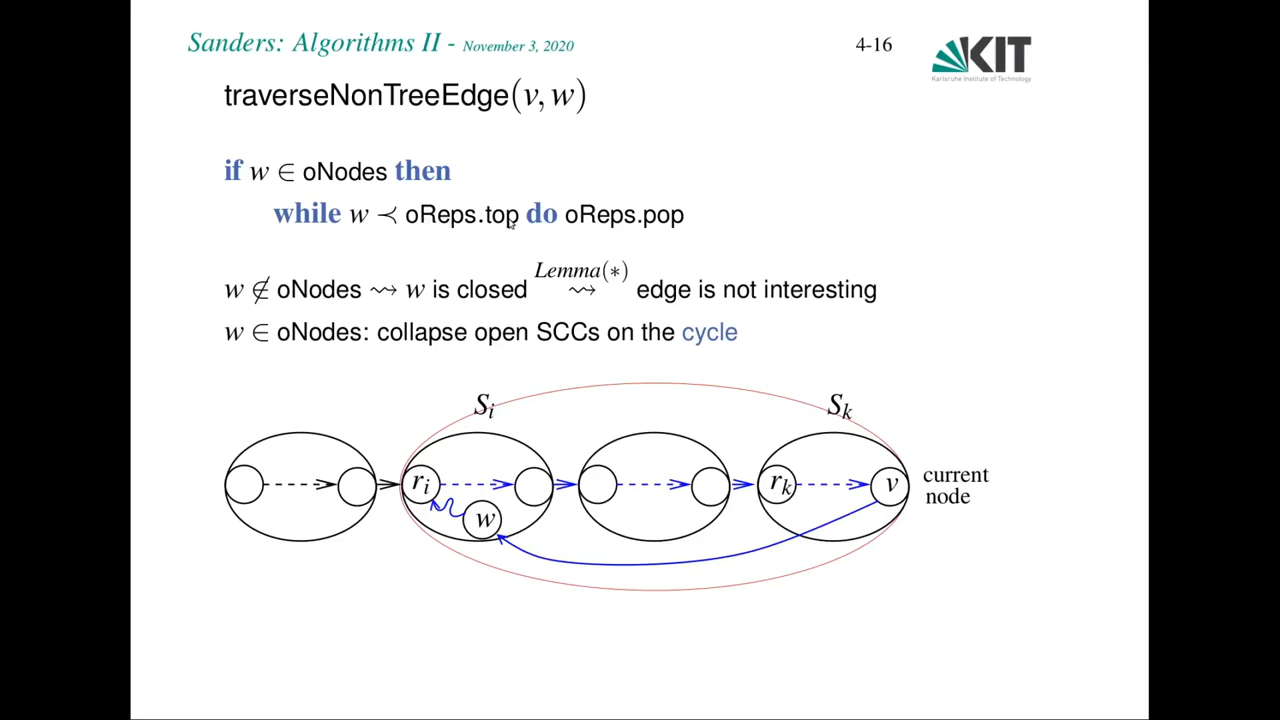 Sanders: Algorithms II - November 3, 2020
4-16
KIT
Karlsruhe Institute of Technology
traverseNonTreeEdge(v, w)
if w ∈ oNodes then
while w ≺ oReps.top do oReps.pop
Lemma(∗)
w ∉ oNodes ⇝ w is closed ⇝ edge is not interesting
w ∈ oNodes: collapse open SCCs on the cycle
S_i
S_k
r_i
r_k
v
current
node
w